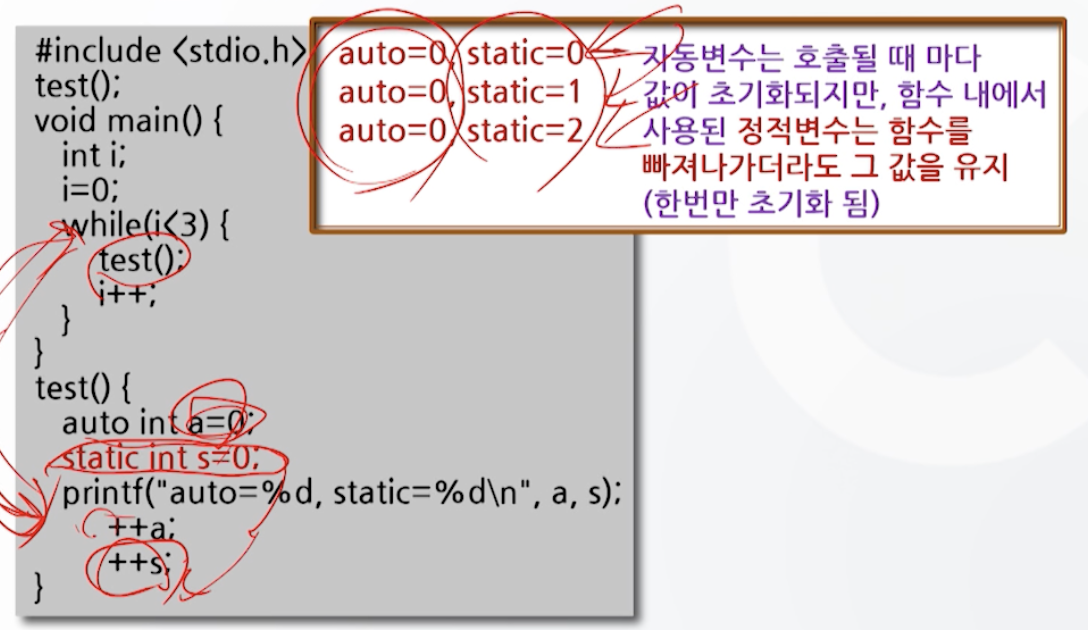 #include <stdio.h>
test();
void main() {
int i;
i=0;
while(i<3) {
test();
i++;
}
}
test() {
auto int a=0;
static int s=0;
printf("auto=%d, static=%d\n", a, s);
++a;
++s;
}
auto=0, static=0
auto=0, static=1
auto=0, static=2
자동변수는 호출될 때 마다
값이 초기화되지만, 함수 내에서
사용된 정적변수는 함수를
빠져나가더라도 그 값을 유지
(한번만 초기화 됨)